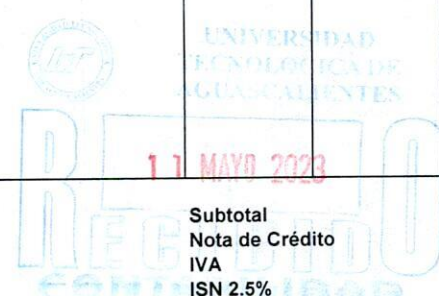 UNIVERSIDAD
TECNOLOGICA DE
AGUASCALIENTES
11 MAYO 2023
RECIBIDO
Subtotal
Nota de Crédito
IVA
ISN 2.5%